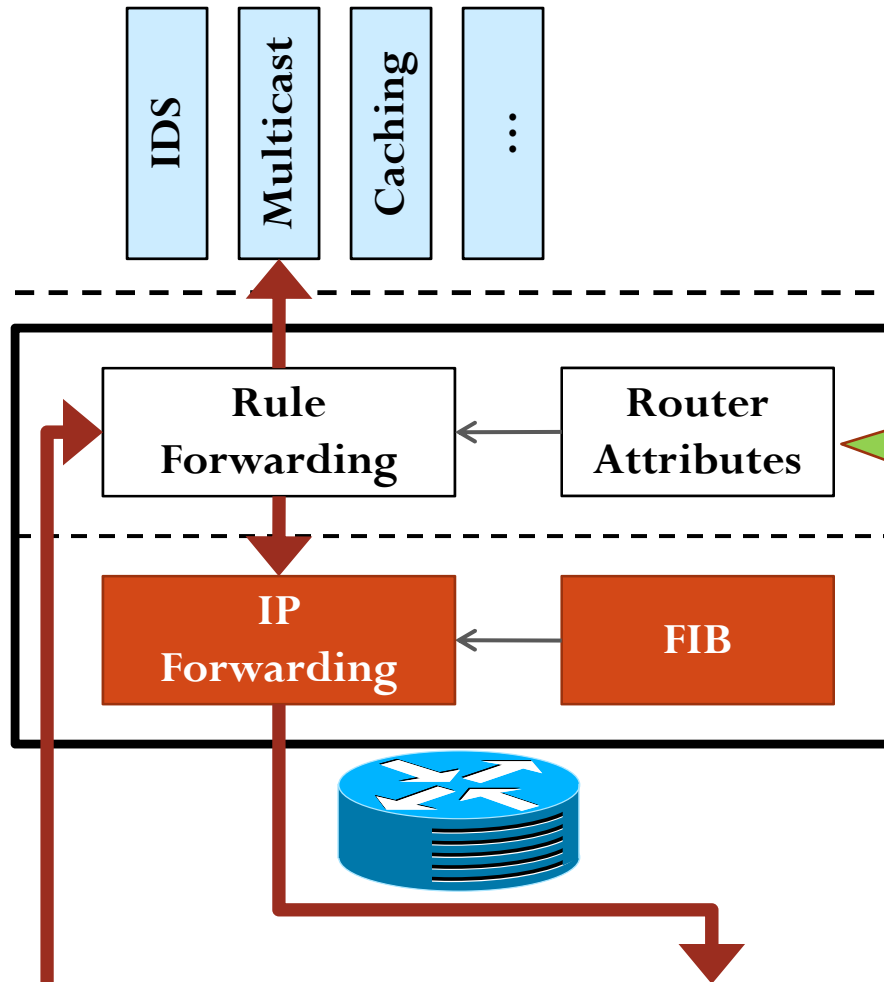 IDS
Multicast
Caching
...
Rule
Forwarding
Router
Attributes
IP
Forwarding
FIB